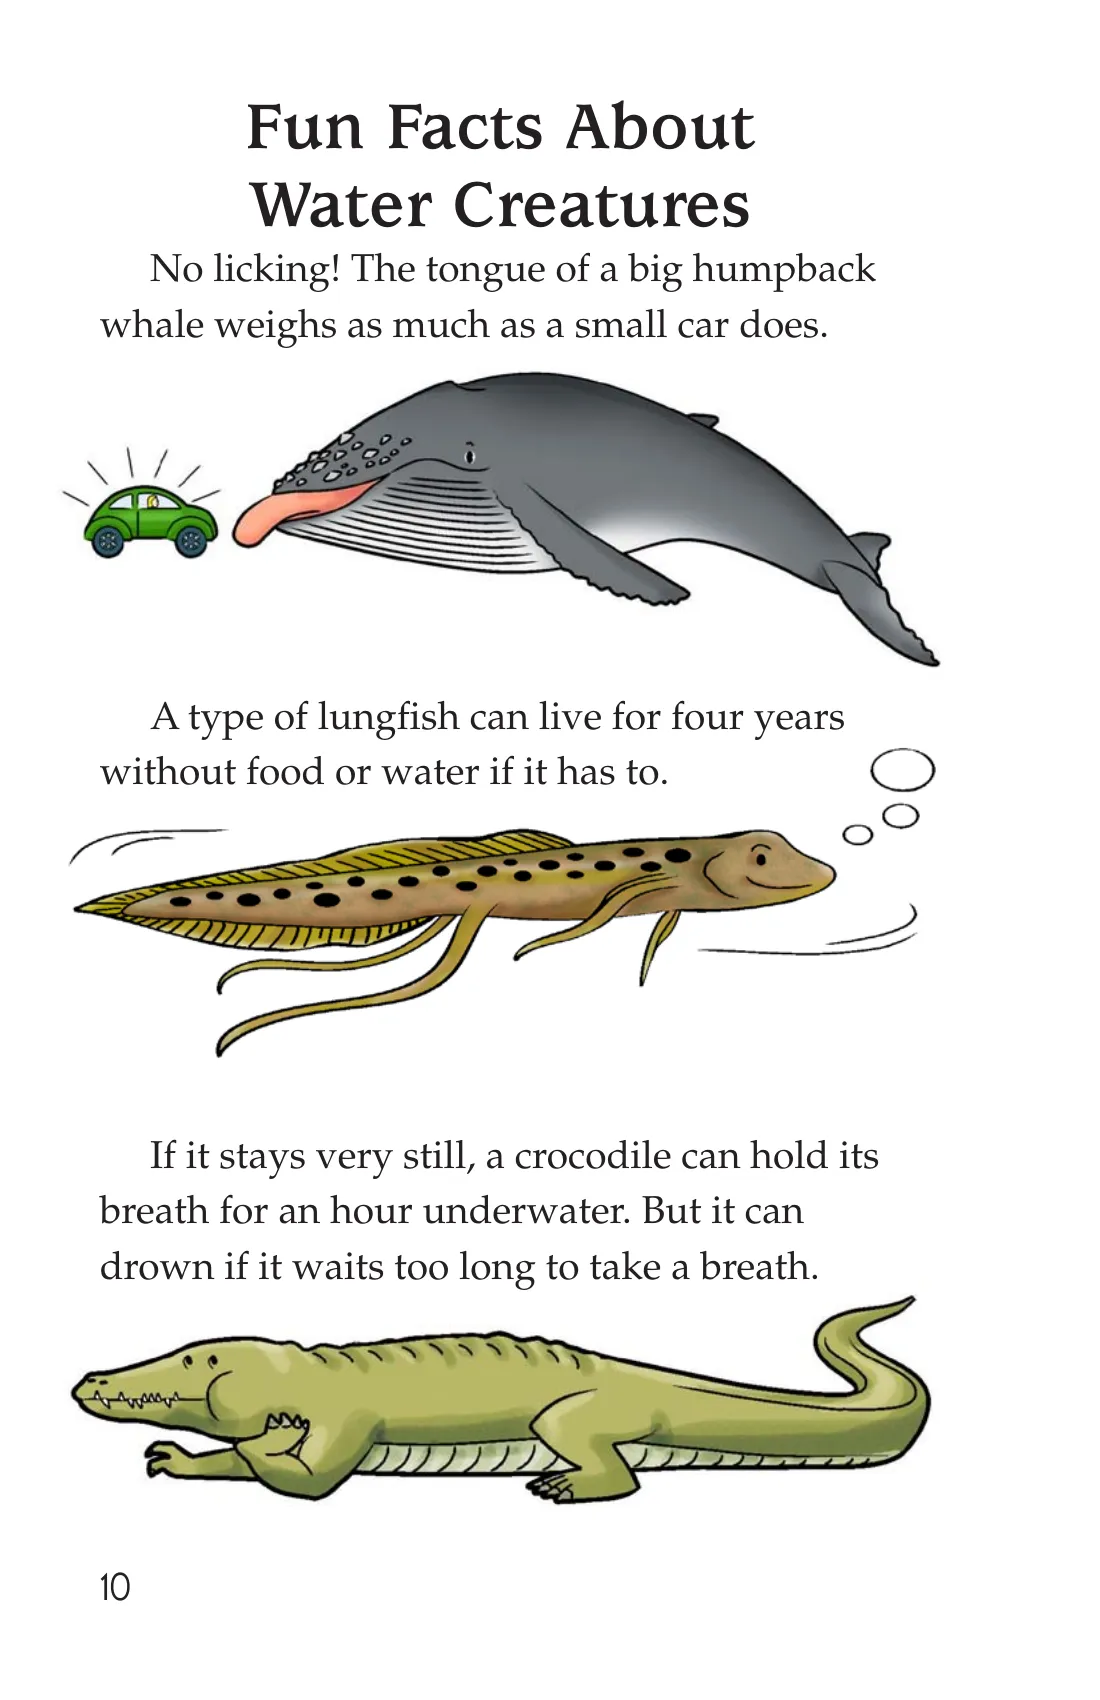 Fun Facts About
Water Creatures
No licking! The tongue of a big humpback
whale weighs as much as a small car does.
A type of lungfish can live for four years
without food or water if it has to.
If it stays very still, a crocodile can hold its
breath for an hour underwater. But it can
drown if it waits too long to take a breath.
10